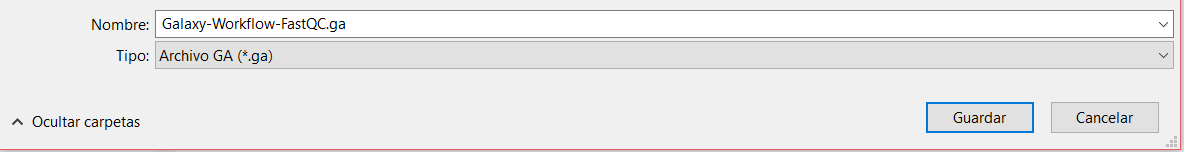 Nombre: Galaxy-Workflow-FastQC.ga
Tipo: Archivo GA (*.ga)
Ocultar carpetas Guardar Cancelar